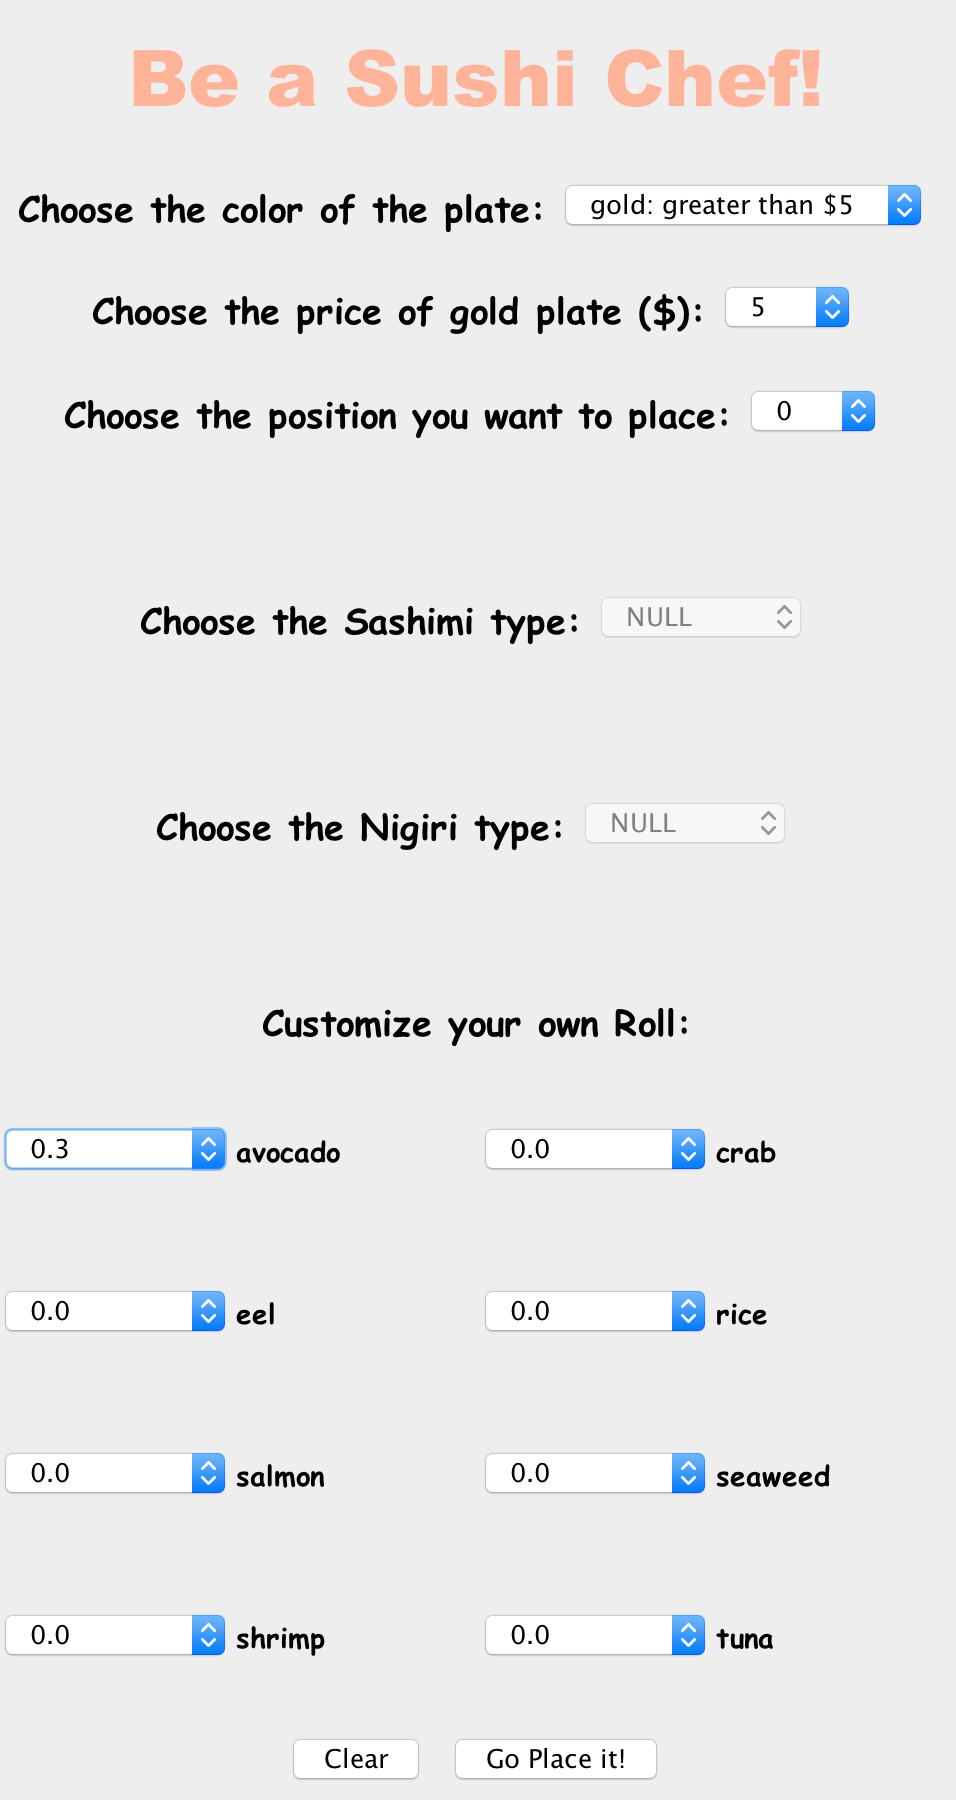 Be a Sushi Chef!
Choose the color of the plate: gold: greater than $5
Choose the price of gold plate ($): 5
Choose the position you want to place: 0
Choose the Sashimi type: NULL
Choose the Nigiri type: NULL
Customize your own Roll:
0.3 avocado 0.0 crab
0.0 eel 0.0 rice
0.0 salmon 0.0 seaweed
0.0 shrimp 0.0 tuna
Clear Go Place it!